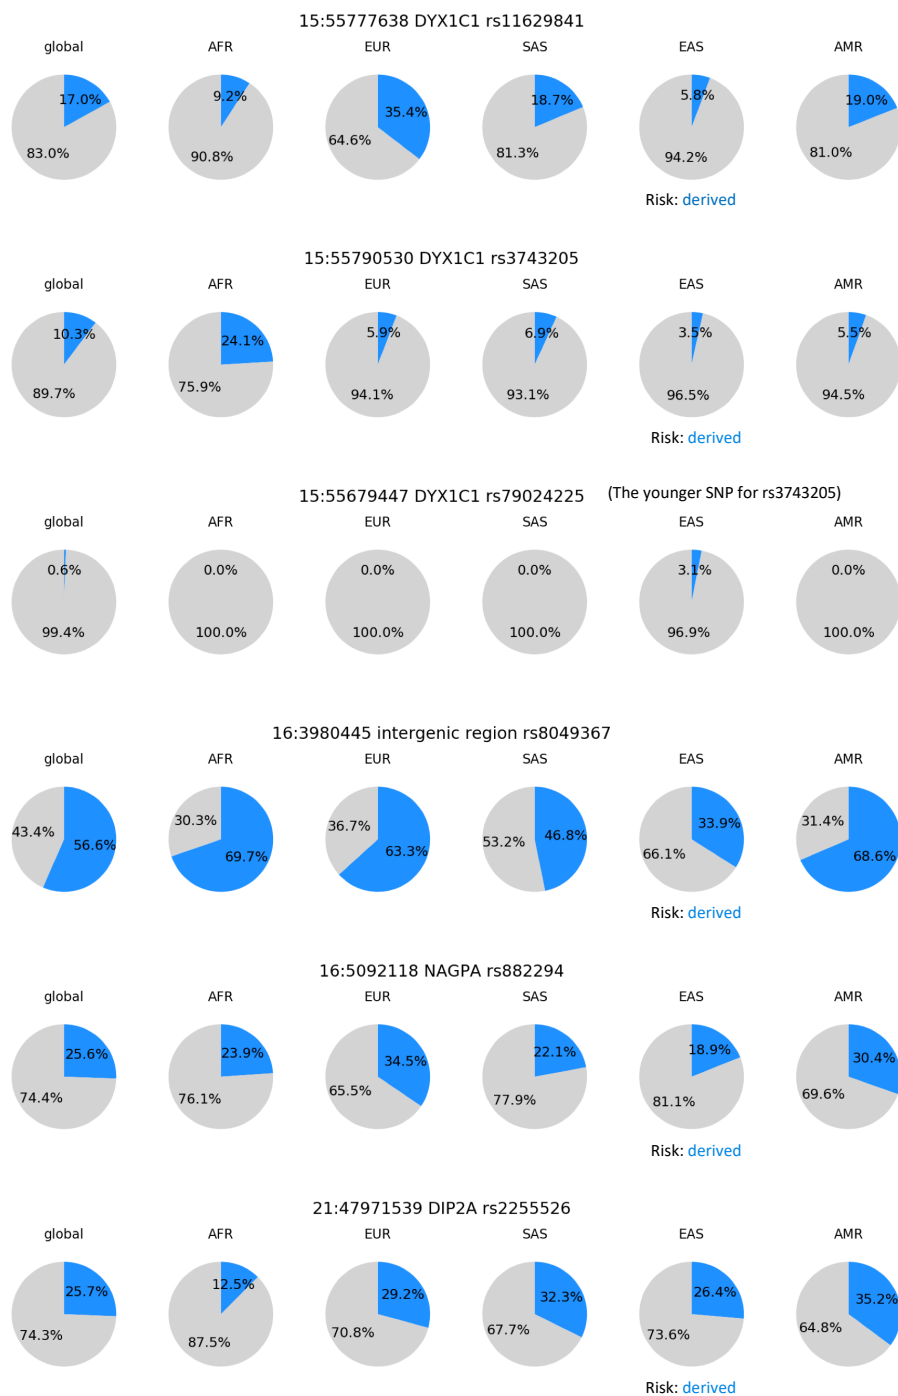 15:55777638 DYX1C1 rs11629841
global AFR EUR SAS EAS AMR
17.0% 9.2% 35.4% 18.7% 5.8% 19.0%
83.0% 90.8% 64.6% 81.3% 94.2% 81.0%
Risk: derived
15:55790530 DYX1C1 rs3743205
global AFR EUR SAS EAS AMR
10.3% 24.1% 5.9% 6.9% 3.5% 5.5%
89.7% 75.9% 94.1% 93.1% 96.5% 94.5%
Risk: derived
15:55679447 DYX1C1 rs79024225 (The younger SNP for rs3743205)
global AFR EUR SAS EAS AMR
0.6% 0.0% 0.0% 0.0% 3.1% 0.0%
99.4% 100.0% 100.0% 100.0% 96.9% 100.0%
16:3980445 intergenic region rs8049367
global AFR EUR SAS EAS AMR
43.4% 30.3% 36.7% 53.2% 33.9% 31.4%
56.6% 69.7% 63.3% 46.8% 66.1% 68.6%
Risk: derived
16:5092118 NAGPA rs882294
global AFR EUR SAS EAS AMR
25.6% 23.9% 34.5% 22.1% 18.9% 30.4%
74.4% 76.1% 65.5% 77.9% 81.1% 69.6%
Risk: derived
21:47971539 DIP2A rs2255526
global AFR EUR SAS EAS AMR
25.7% 12.5% 29.2% 32.3% 26.4% 35.2%
74.3% 87.5% 70.8% 67.7% 73.6% 64.8%
Risk: derived